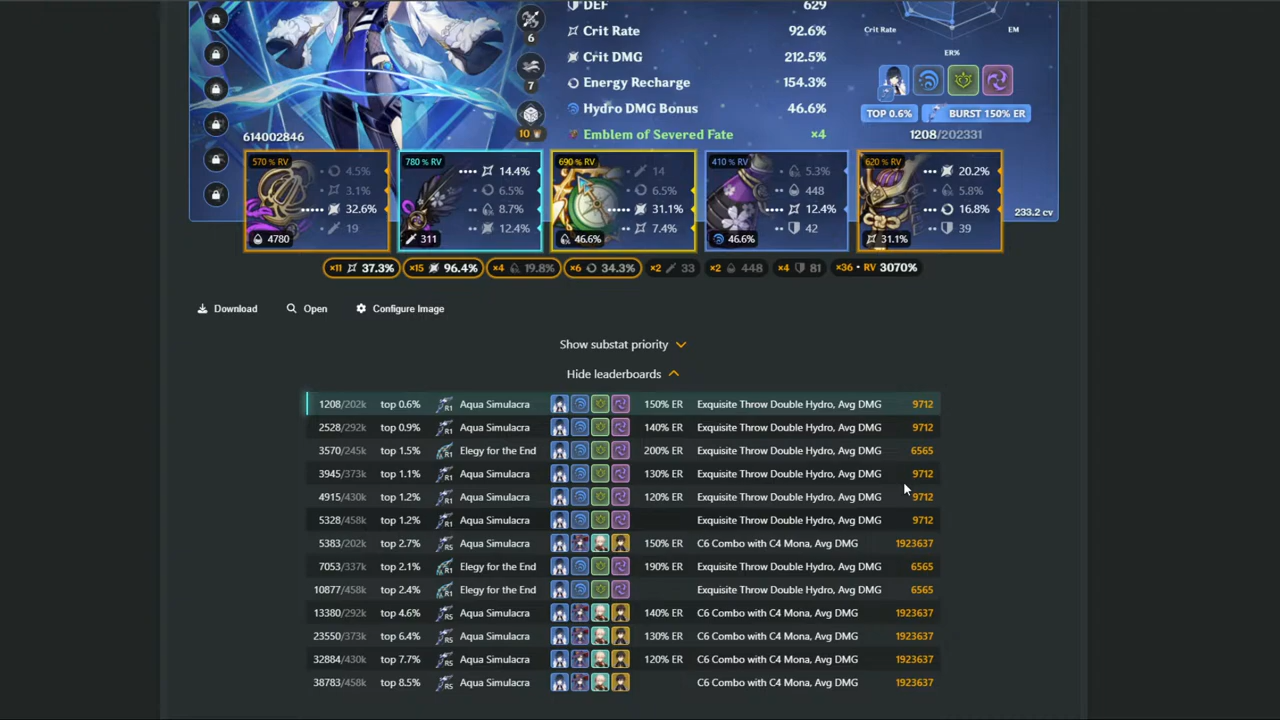 DEF 629
Crit Rate 92.6%
Crit DMG 212.5%
Energy Recharge 154.3%
Hydro DMG Bonus 46.6%
Emblem of Severed Fate ×4
6
7
10
614002846
Crit Rate
EM
ER%
TOP 0.6% BURST 150% ER
1208/202331
570 % RV
4.5%
3.1%
32.6%
19
4780
780 % RV
14.4%
6.5%
8.7%
12.4%
311
690 % RV
14
6.5%
31.1%
7.4%
46.6%
410 % RV
5.3%
448
12.4%
42
46.6%
620 % RV
20.2%
5.8%
16.8%
39
31.1%
233.2 cv
×11 37.3% ×15 96.4% ×4 19.8% ×6 34.3% ×2 33 ×2 448 ×4 81 ×36 • RV 3070%
Download Open Configure Image
Show substat priority
Hide leaderboards
1208/202k top 0.6% R1 Aqua Simulacra 150% ER Exquisite Throw Double Hydro, Avg DMG 9712
2528/292k top 0.9% R1 Aqua Simulacra 140% ER Exquisite Throw Double Hydro, Avg DMG 9712
3570/245k top 1.5% R1 Elegy for the End 200% ER Exquisite Throw Double Hydro, Avg DMG 6565
3945/373k top 1.1% R1 Aqua Simulacra 130% ER Exquisite Throw Double Hydro, Avg DMG 9712
4915/430k top 1.2% R1 Aqua Simulacra 120% ER Exquisite Throw Double Hydro, Avg DMG 9712
5328/458k top 1.2% R1 Aqua Simulacra Exquisite Throw Double Hydro, Avg DMG 9712
5383/202k top 2.7% R5 Aqua Simulacra 150% ER C6 Combo with C4 Mona, Avg DMG 1923637
7053/337k top 2.1% R1 Elegy for the End 190% ER Exquisite Throw Double Hydro, Avg DMG 6565
10877/458k top 2.4% R1 Elegy for the End Exquisite Throw Double Hydro, Avg DMG 6565
13380/292k top 4.6% R5 Aqua Simulacra 140% ER C6 Combo with C4 Mona, Avg DMG 1923637
23550/373k top 6.4% R5 Aqua Simulacra 130% ER C6 Combo with C4 Mona, Avg DMG 1923637
32884/430k top 7.7% R5 Aqua Simulacra 120% ER C6 Combo with C4 Mona, Avg DMG 1923637
38783/458k top 8.5% R5 Aqua Simulacra C6 Combo with C4 Mona, Avg DMG 1923637